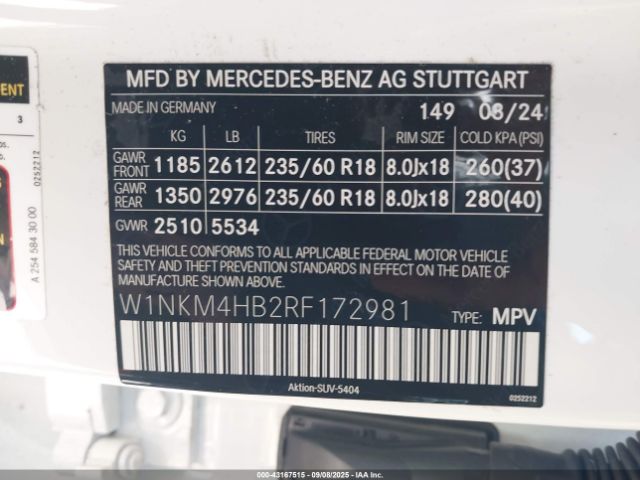 MENT
3
os.
0252212
A 254 584 30 00
N
MFD BY MERCEDES-BENZ AG STUTTGART
MADE IN GERMANY 149 08/24
KG LB TIRES RIM SIZE COLD KPA(PSI)
GAWR FRONT 1185 2612 235/60 R18 8.0Jx18 260(37)
GAWR REAR 1350 2976 235/60 R18 8.0Jx18 280(40)
GVWR 2510 5534
THIS VEHICLE CONFORMS TO ALL APPLICABLE FEDERAL MOTOR VEHICLE
SAFETY AND THEFT PREVENTION STANDARDS IN EFFECT ON THE DATE
OF MANUFACTURE SHOWN ABOVE.
W1NKM4HB2RF172981 TYPE: MPV
Aktion-SUV-5404 0252212
000-43167515 - 09/08/2025 - IAAI.COM